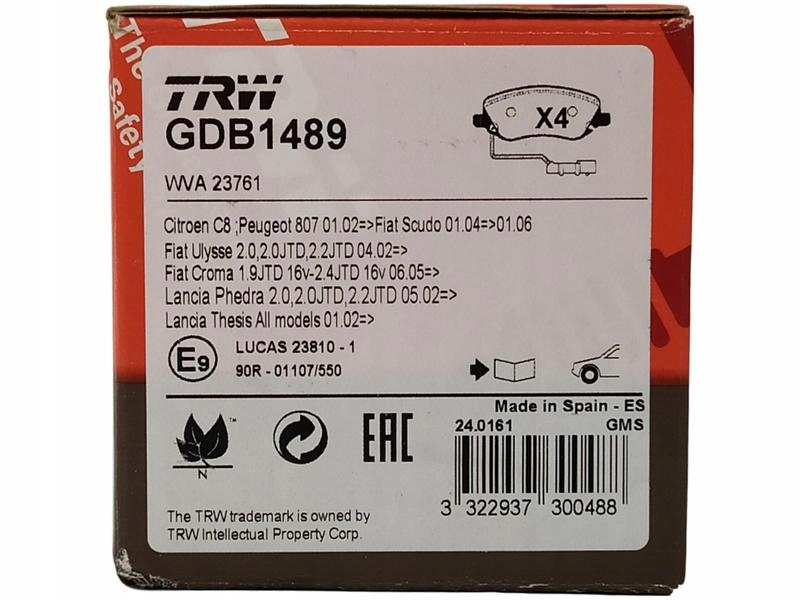 The
Safety
TRW
GDB1489
X4
WVA 23761
Citroen C8 ;Peugeot 807 01.02=>Fiat Scudo 01.04=>01.06
Fiat Ulysse 2.0,2.0JTD,2.2JTD 04.02=>
Fiat Croma 1.9JTD 16v-2.4JTD 16v 06.05=>
Lancia Phedra 2.0,2.0JTD,2.2JTD 05.02=>
Lancia Thesis All models 01.02=>
E9
LUCAS 23810 - 1
90R - 01107/550
Made in Spain - ES
24.0161 GMS
TM
N
EAC
3 322937 300488
The TRW trademark is owned by
TRW Intellectual Property Corp.